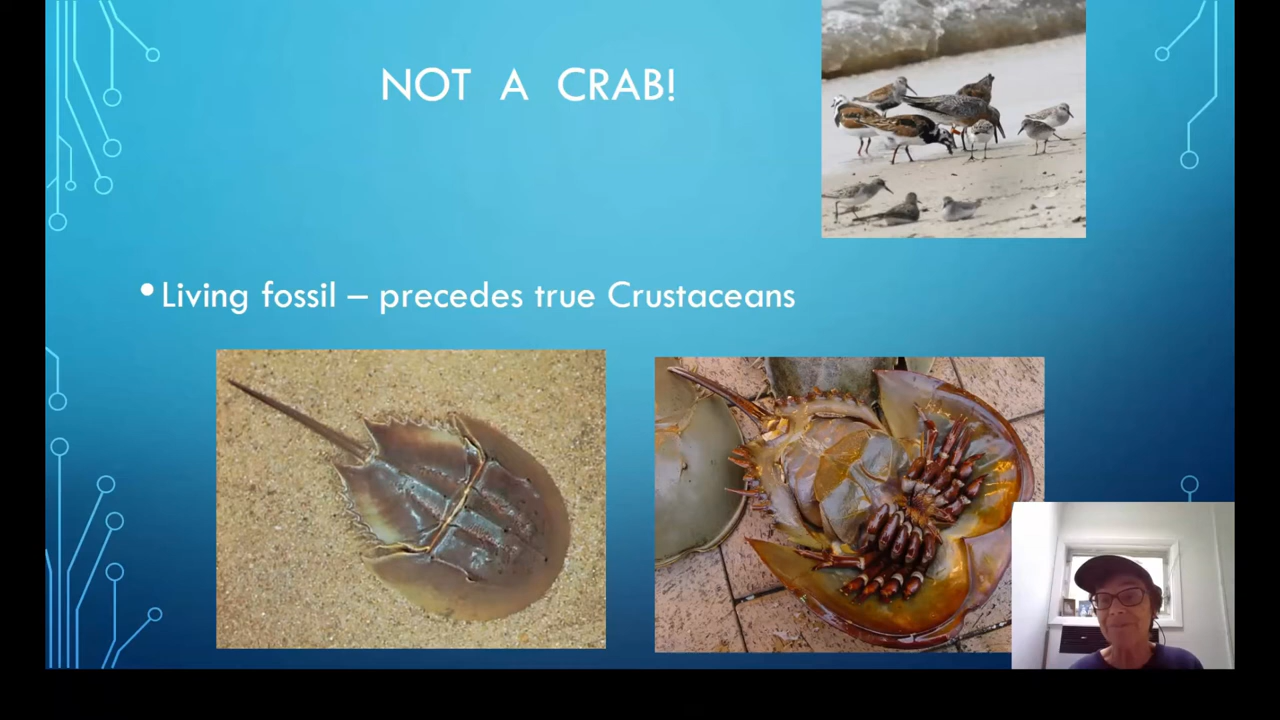 NOT A CRAB!
• Living fossil – precedes true Crustaceans